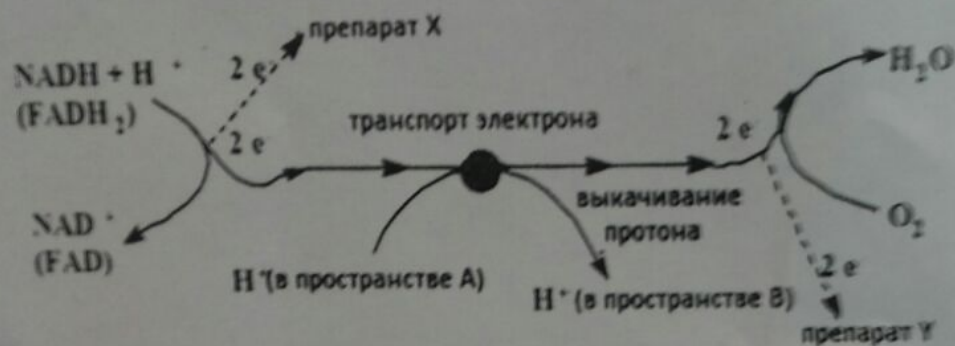 препарат X
NADH + H⁺
(FADH₂)
2 e
2 e
транспорт электрона
2 e
H₂O
NAD⁺
(FAD)
выкачивание
протона
O₂
H⁺(в пространстве A)
H⁺ (в пространстве B)
2 e
препарат Y